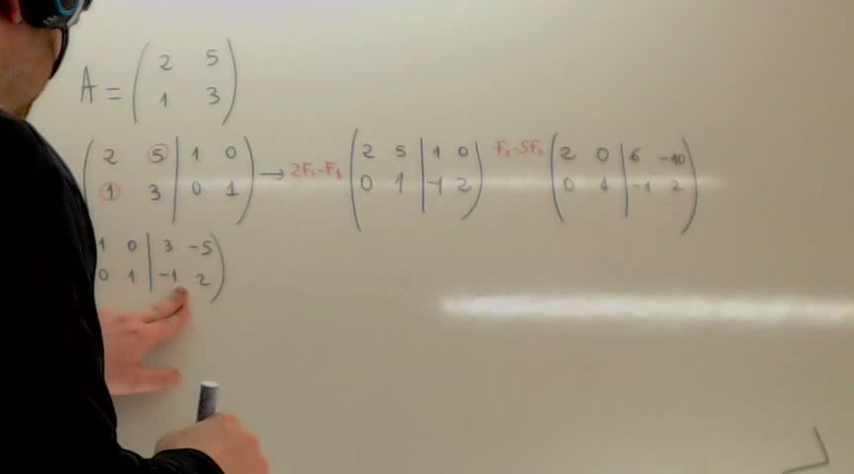 A = ( 2 5
1 3 )
( 2 5 | 1 0 ) → 2F₂-F₁ ( 2 5 | 1 0 ) F₁-5F₂ ( 2 0 | 6 -10 )
1 3 | 0 1 0 1 | -1 2 0 1 | -1 2
1 0 | 3 -5 )
0 1 | -1 2